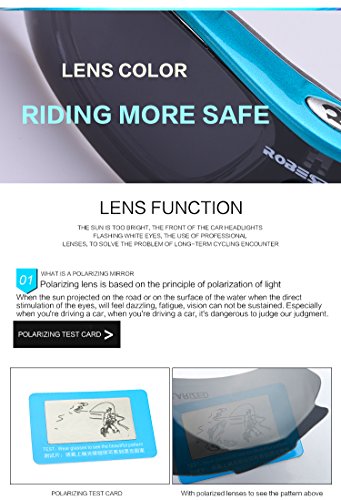 LENS COLOR
RIDING MORE SAFE
LENS FUNCTION
THE SUN IS TOO BRIGHT, THE FRONT OF THE CAR HEADLIGHTS
FLASHING WHITE EYES, THE USE OF PROFESSIONAL
LENSES, TO SOLVE THE PROBLEM OF LONG-TERM CYCLING ENCOUNTER
01
WHAT IS A POLARIZING MIRROR
Polarizing lens is based on the principle of polarization of light
When the sun projected on the road or on the surface of the water when the direct
stimulation of the eyes, will feel dazzling, fatigue, vision can not be sustained. Especially
when you're driving a car, when you're driving a car, it's dangerous to judge our judgment.
POLARIZING TEST CARD >
TEST: Wear glasses to see the beautiful pattern
POLARIZING TEST CARD
With polarized lenses to see the pattern above